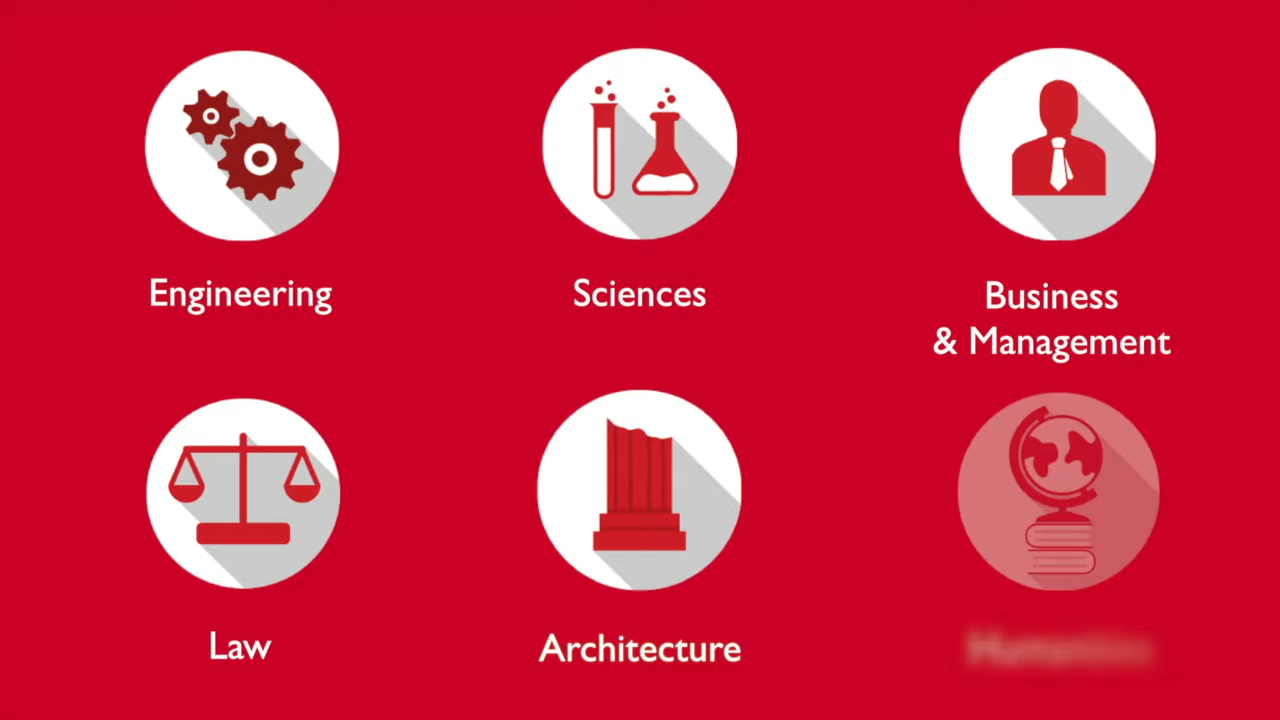 Engineering
Sciences
Business
& Management
Law
Architecture